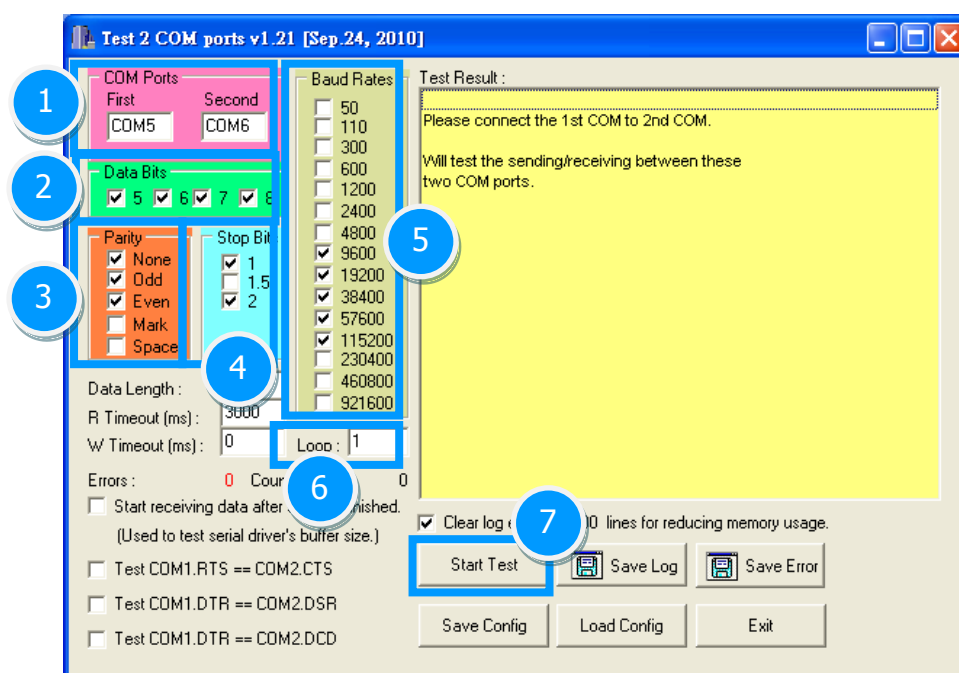 Test 2 COM ports v1.21 [Sep.24, 2010]
1
COM Ports
First Second
COM5 COM6
2
Data Bits
5 6 7 8
3
Parity
None
Odd
Even
Mark
Space
Stop Bit
1
1.5
2
4
Baud Rates
50
110
300
600
1200
2400
4800
9600
19200
38400
57600
115200
230400
460800
921600
5
Data Length :
R Timeout (ms) : 3000
W Timeout (ms) : 0
Loop : 1
6
Errors : 0 Cou 0
Start receiving data after nished.
(Used to test serial driver's buffer size.)
Test COM1.RTS == COM2.CTS
Test COM1.DTR == COM2.DSR
Test COM1.DTR == COM2.DCD
Test Result :
Please connect the 1st COM to 2nd COM.
Will test the sending/receiving between these
two COM ports.
7
Clear log lines for reducing memory usage.
Start Test Save Log Save Error
Save Config Load Config Exit